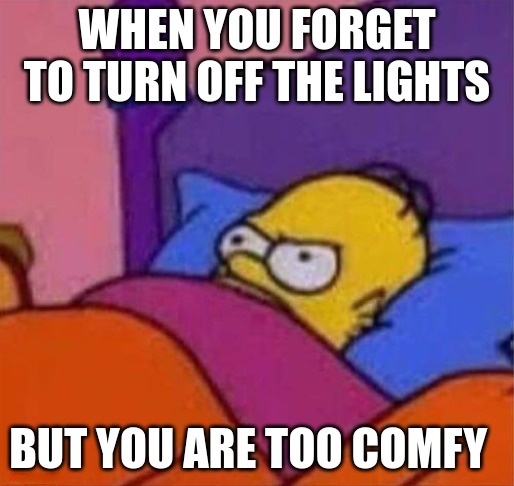 WHEN YOU FORGET
TO TURN OFF THE LIGHTS
BUT YOU ARE TOO COMFY